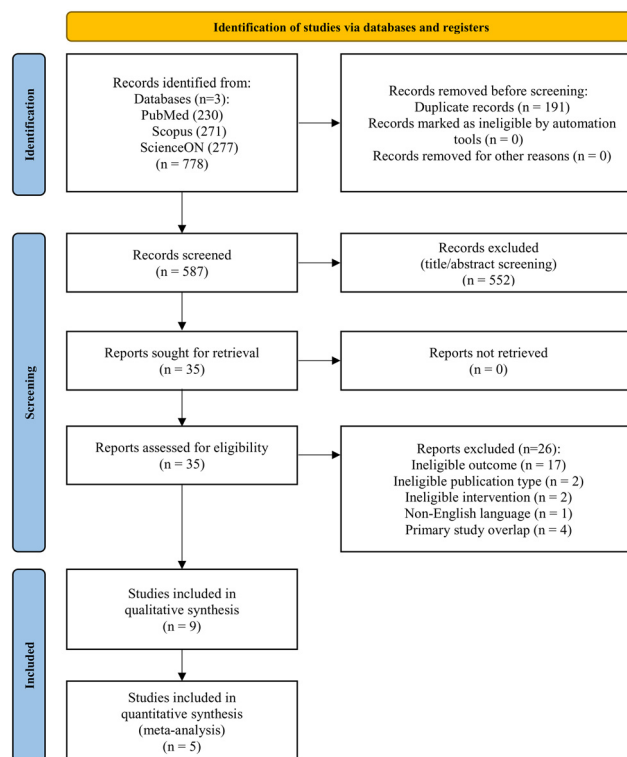 Identification of studies via databases and registers
Identification
Records identified from:
Databases (n=3):
PubMed (230)
Scopus (271)
ScienceON (277)
(n = 778)
Records removed before screening:
Duplicate records (n = 191)
Records marked as ineligible by automation
tools (n = 0)
Records removed for other reasons (n = 0)
Screening
Records screened
(n = 587)
Records excluded
(title/abstract screening)
(n = 552)
Reports sought for retrieval
(n = 35)
Reports not retrieved
(n = 0)
Reports assessed for eligibility
(n = 35)
Reports excluded (n=26):
Ineligible outcome (n = 17)
Ineligible publication type (n = 2)
Ineligible intervention (n = 2)
Non-English language (n = 1)
Primary study overlap (n = 4)
Included
Studies included in
qualitative synthesis
(n = 9)
Studies included in
quantitative synthesis
(meta-analysis)
(n = 5)